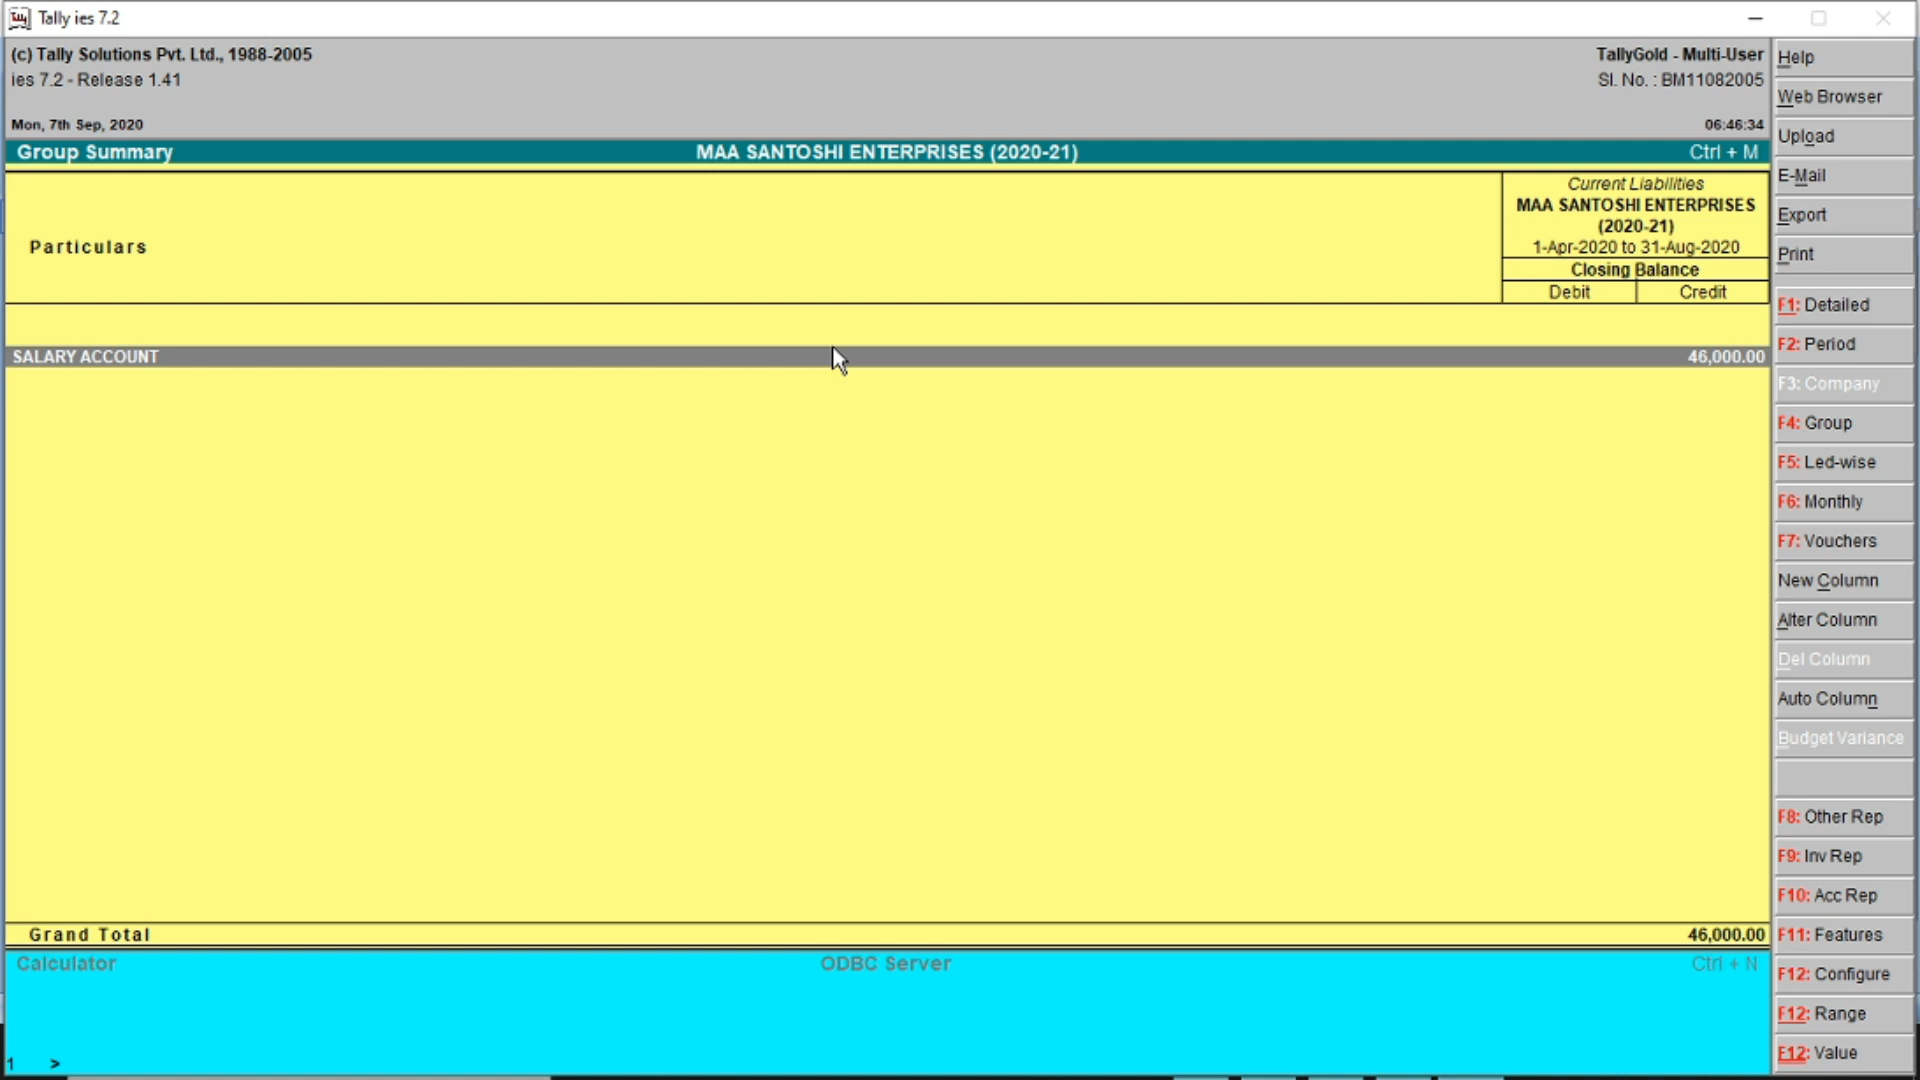 Tally ies 7.2
(c) Tally Solutions Pvt. Ltd., 1988-2005
TallyGold - Multi-User
ies 7.2 - Release 1.41
Sl. No. : BM11082005
Mon, 7th Sep, 2020
06:46:34
Group Summary
MAA SANTOSHI ENTERPRISES (2020-21)
Ctrl + M
Particulars
Current Liabilities
MAA SANTOSHI ENTERPRISES
(2020-21)
1-Apr-2020 to 31-Aug-2020
Closing Balance
Debit
Credit
SALARY ACCOUNT
46,000.00
Grand Total
46,000.00
Calculator
ODBC Server
Ctrl + N
1 >
Help
Web Browser
Upload
E-Mail
Export
Print
F1: Detailed
F2: Period
F3: Company
F4: Group
F5: Led-wise
F6: Monthly
F7: Vouchers
New Column
Alter Column
Del Column
Auto Column
Budget Variance
F8: Other Rep
F9: Inv Rep
F10: Acc Rep
F11: Features
F12: Configure
F12: Range
F12: Value